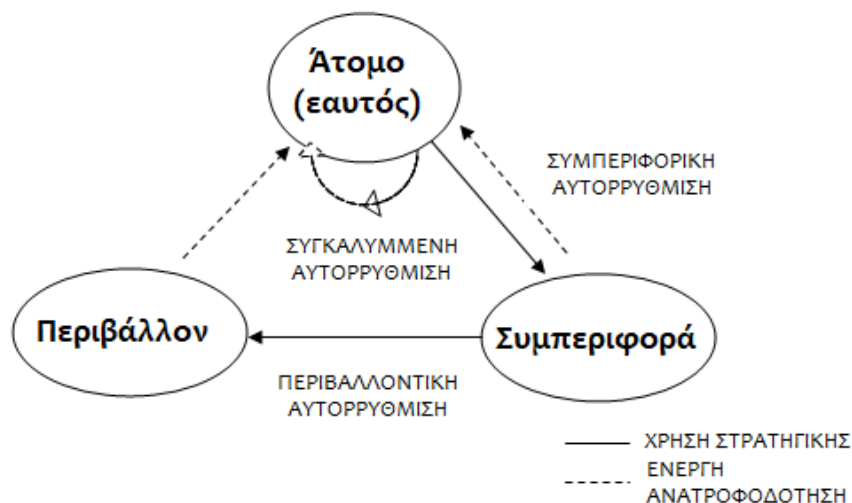 Άτομο
(εαυτός)
ΣΥΜΠΕΡΙΦΟΡΙΚΗ
ΑΥΤΟΡΡΥΘΜΙΣΗ
ΣΥΓΚΑΛΥΜΜΕΝΗ
ΑΥΤΟΡΡΥΘΜΙΣΗ
Περιβάλλον
Συμπεριφορά
ΠΕΡΙΒΑΛΛΟΝΤΙΚΗ
ΑΥΤΟΡΡΥΘΜΙΣΗ
ΧΡΗΣΗ ΣΤΡΑΤΗΓΙΚΗΣ
ΕΝΕΡΓΗ
ΑΝΑΤΡΟΦΟΔΟΤΗΣΗ